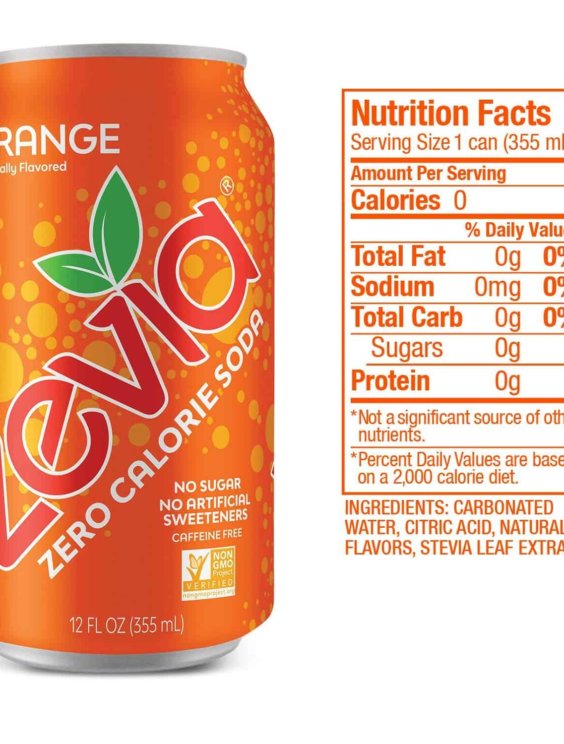 RANGE
ally Flavored
zevia®
ZERO CALORIE SODA
NO SUGAR
NO ARTIFICIAL
SWEETENERS
CAFFEINE FREE
NON
GMO
Project
VERIFIED
nongmoproject.org
12 FL OZ (355 mL)
Nutrition Facts
Serving Size 1 can (355 ml
Amount Per Serving
Calories 0
% Daily Valu
Total Fat 0g 0%
Sodium 0mg 0%
Total Carb 0g 0%
Sugars 0g
Protein 0g
*Not a significant source of oth
nutrients.
*Percent Daily Values are base
on a 2,000 calorie diet.
INGREDIENTS: CARBONATED
WATER, CITRIC ACID, NATURAL
FLAVORS, STEVIA LEAF EXTRA